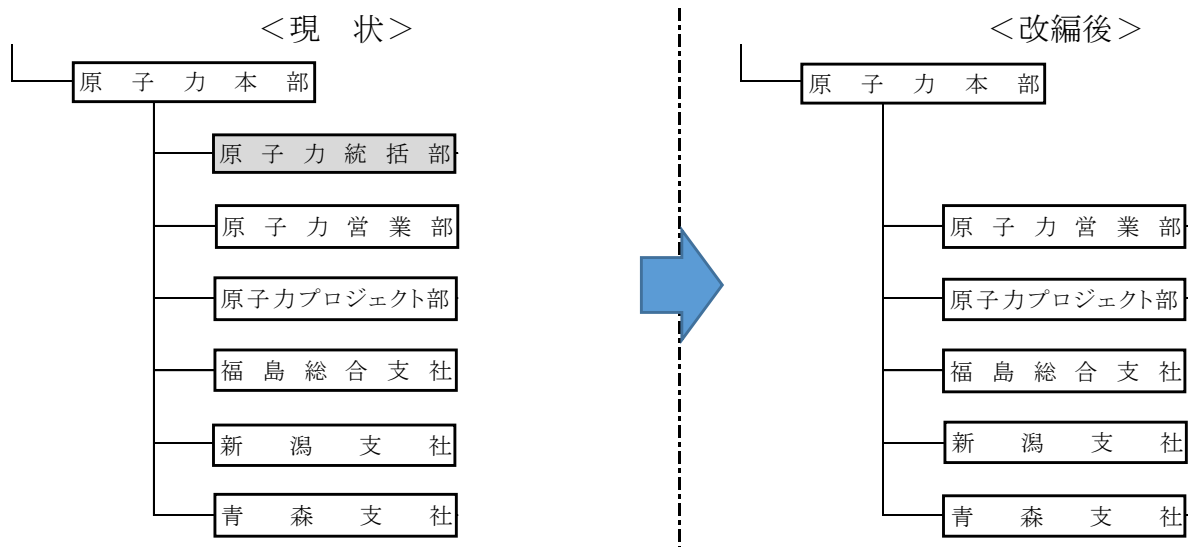 ＜現　状＞
原子力本部
原子力統括部
原子力営業部
原子力プロジェクト部
福島総合支社
新潟支社
青森支社
＜改編後＞
原子力本部
原子力営業部
原子力プロジェクト部
福島総合支社
新潟支社
青森支社